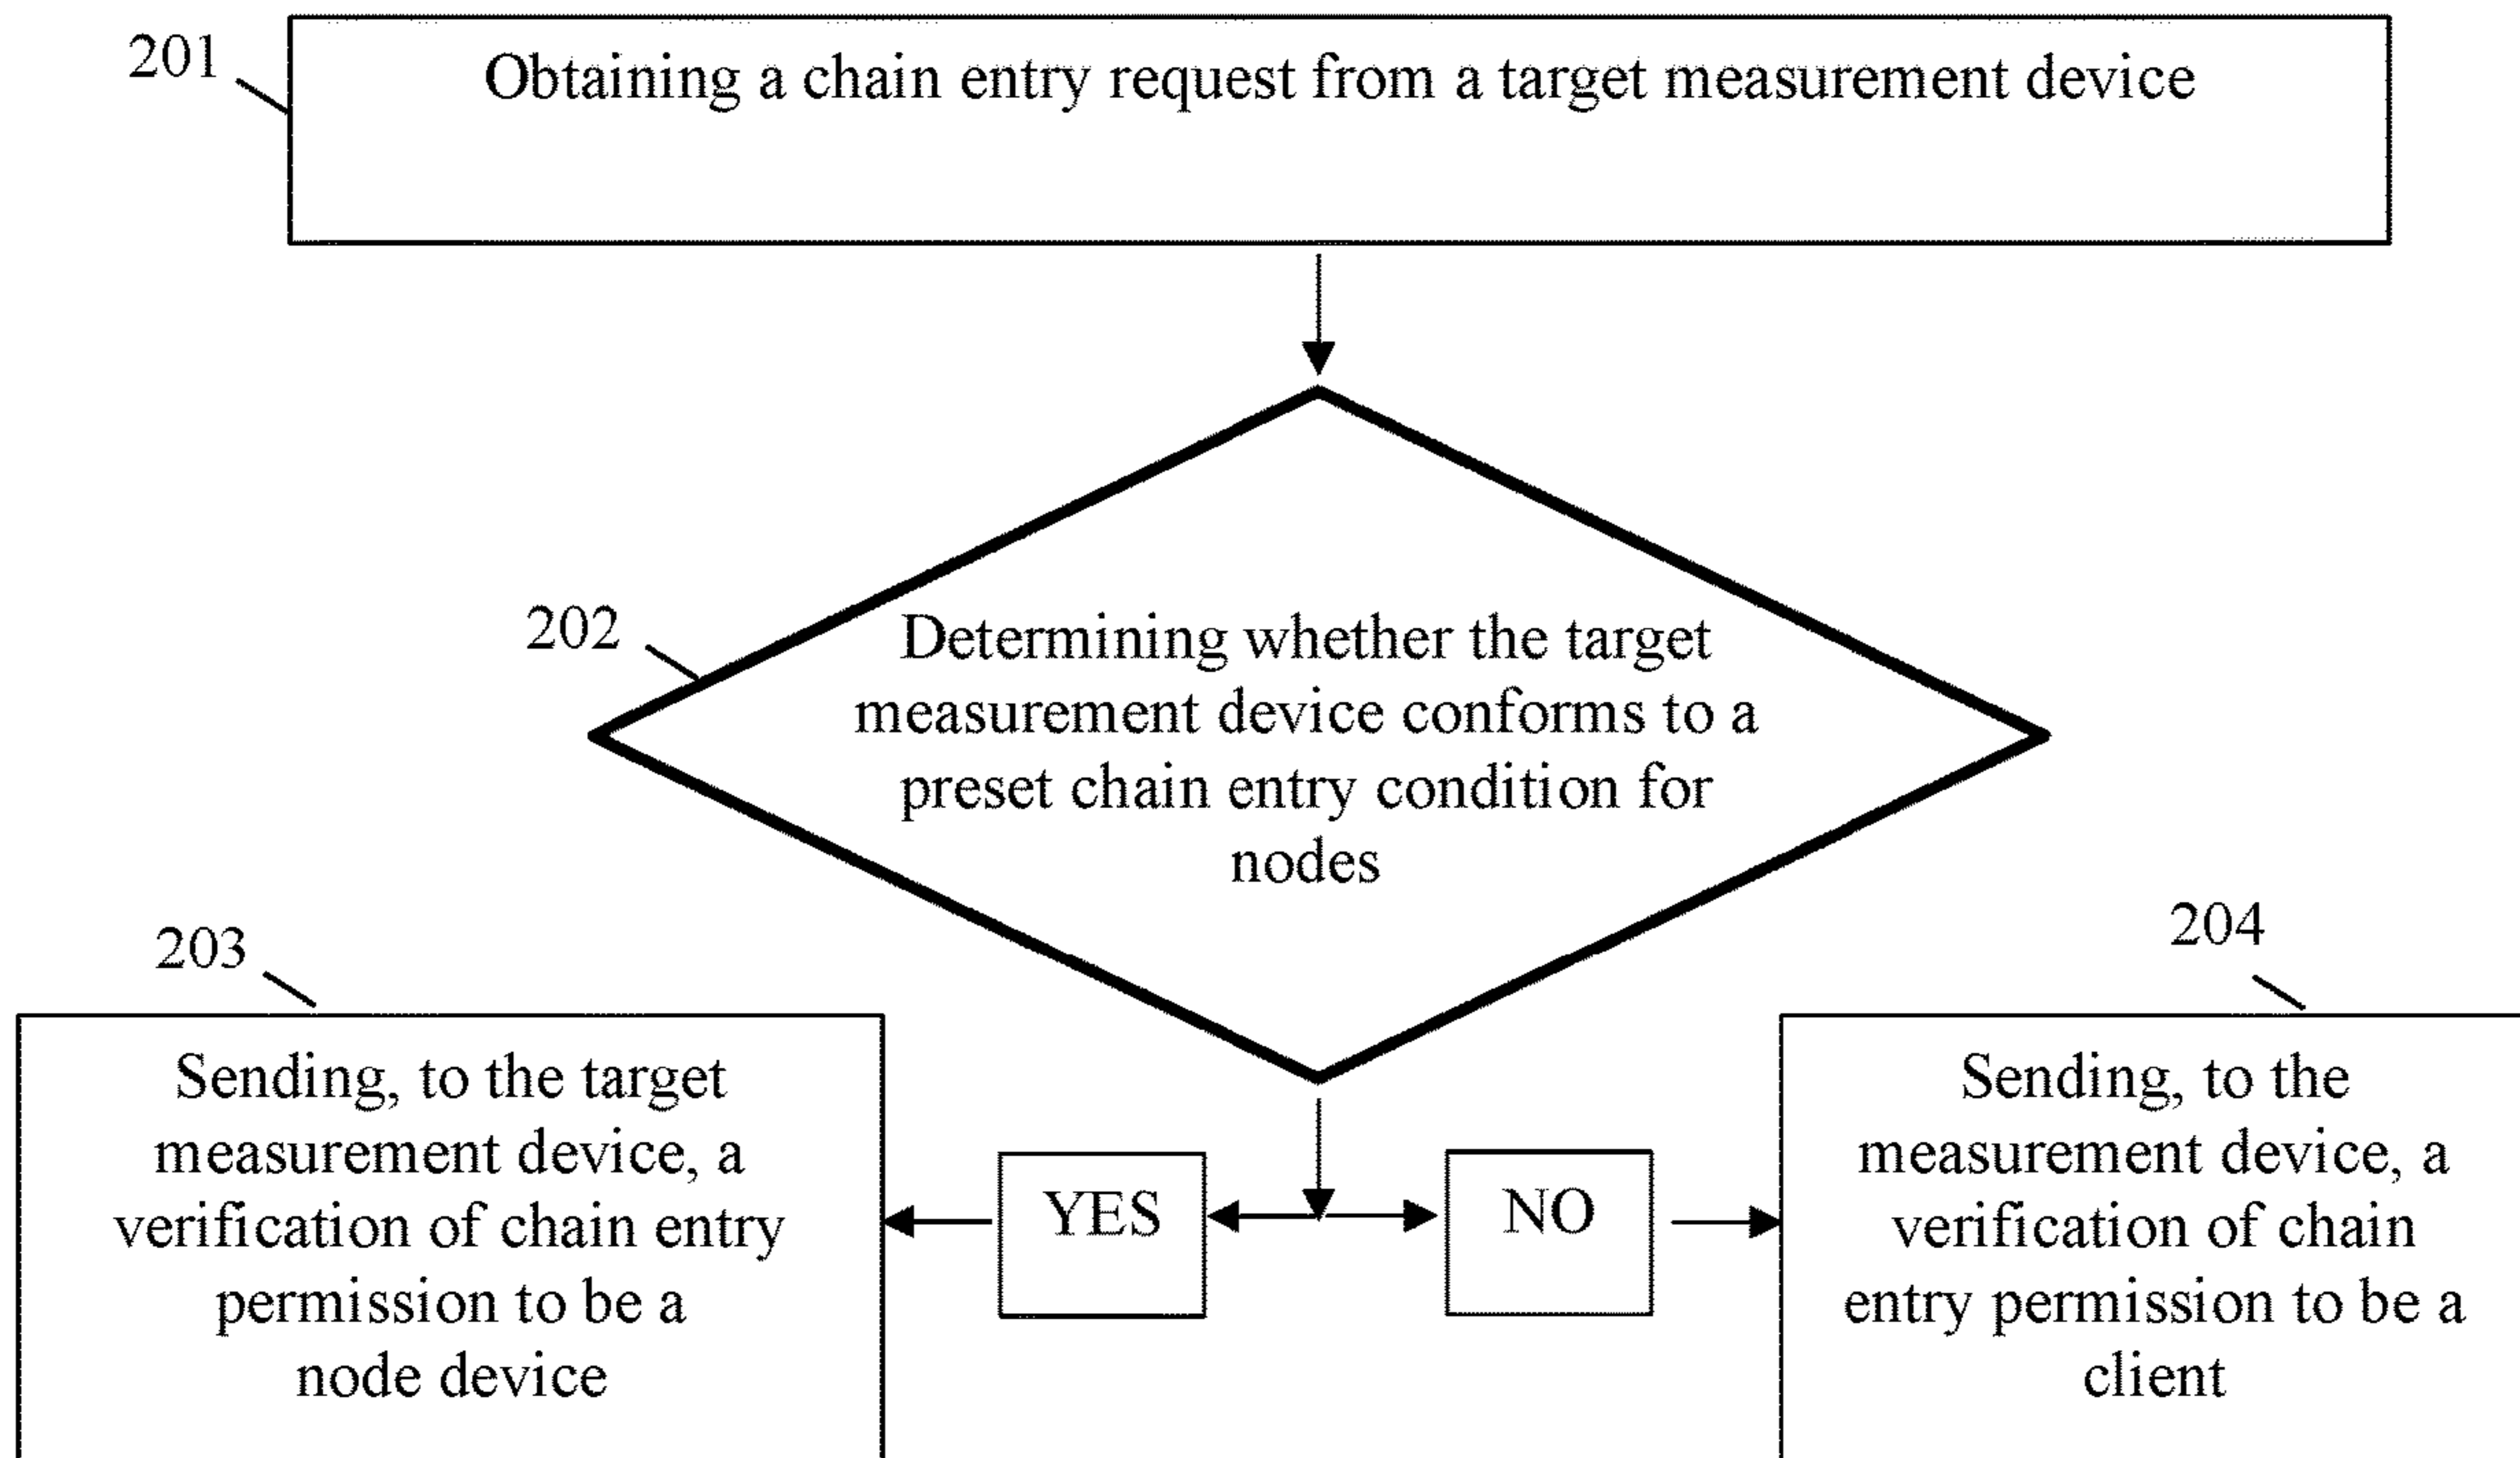 201
Obtaining a chain entry request from a target measurement device
202
Determining whether the target
measurement device conforms to a
preset chain entry condition for
nodes
203
204
Sending, to the target
measurement device, a
verification of chain entry
permission to be a
node device
YES
NO
Sending, to the
measurement device, a
verification of chain
entry permission to be a
client